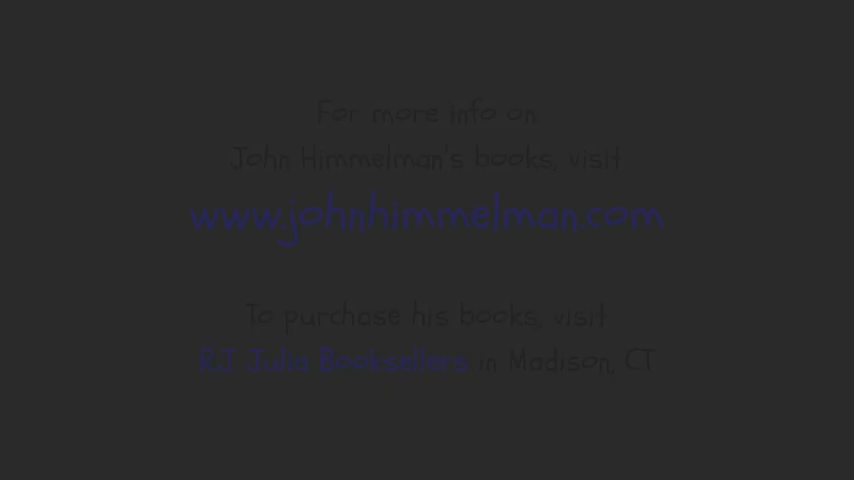 For more info on
John Himmelman's books, visit
www.johnhimmelman.com
To purchase his books, visit
RJ Julia Booksellers in Madison, CT